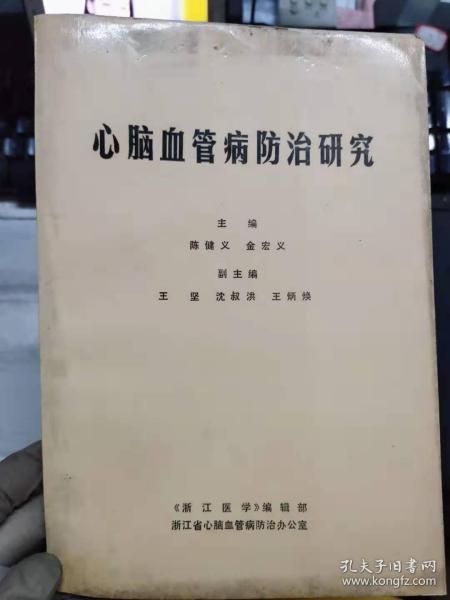 心脑血管病防治研究
主 编
陈健义 金宏义
副主编
王 坚 沈叔洪 王炳焕
《浙江医学》编辑部
浙江省心脑血管病防治办公室
孔夫子旧书网
www.kongfz.com